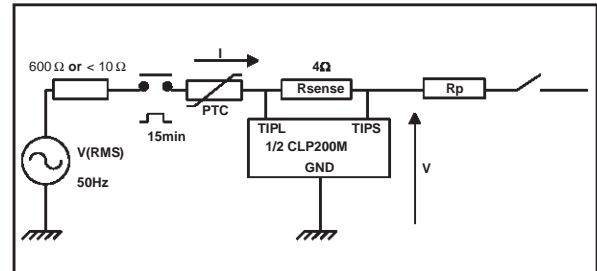 I
600 Ω or < 10 Ω
4Ω
Rsense
Rp
PTC
15min
TIPL
TIPS
1/2 CLP200M
GND
V(RMS)
50Hz
V